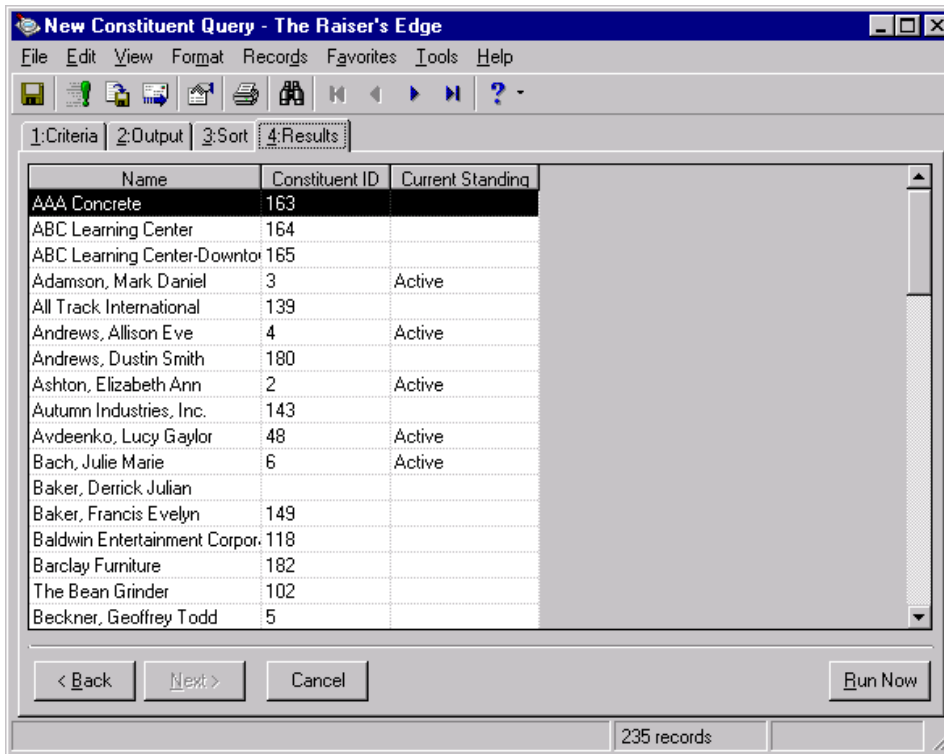 New Constituent Query - The Raiser's Edge
File Edit View Format Records Favorites Tools Help
1:Criteria 2:Output 3:Sort 4:Results
Name Constituent ID Current Standing
AAA Concrete 163
ABC Learning Center 164
ABC Learning Center-Downto 165
Adamson, Mark Daniel 3 Active
All Track International 139
Andrews, Allison Eve 4 Active
Andrews, Dustin Smith 180
Ashton, Elizabeth Ann 2 Active
Autumn Industries, Inc. 143
Avdeenko, Lucy Gaylor 48 Active
Bach, Julie Marie 6 Active
Baker, Derrick Julian
Baker, Francis Evelyn 149
Baldwin Entertainment Corpor 118
Barclay Furniture 182
The Bean Grinder 102
Beckner, Geoffrey Todd 5
< Back Next > Cancel Run Now
235 records